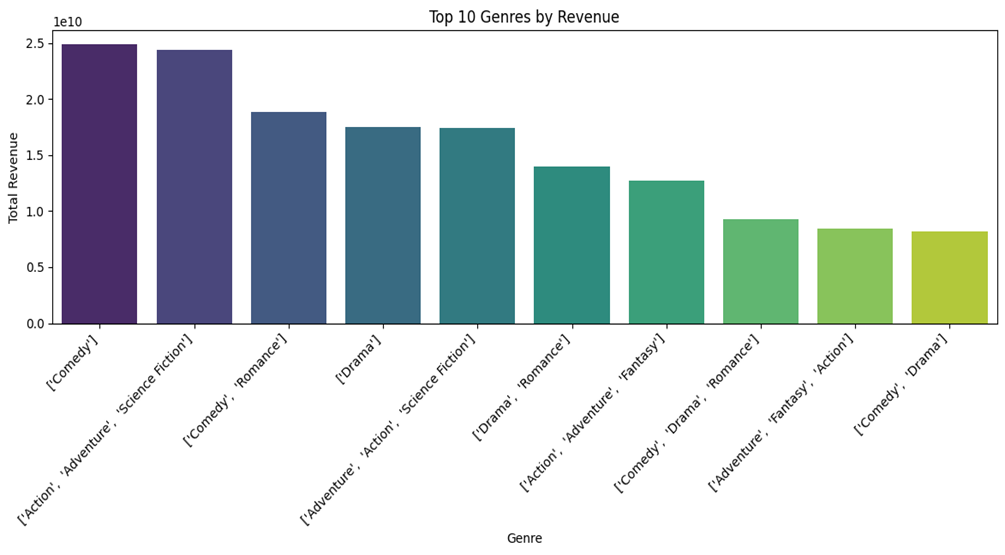 Top 10 Genres by Revenue
1e10
2.5
2.0
1.5
1.0
0.5
0.0
Total Revenue
['Comedy']
['Action', 'Adventure', 'Science Fiction']
['Comedy', 'Romance']
['Drama']
['Adventure', 'Action', 'Science Fiction']
['Drama', 'Romance']
['Action', 'Adventure', 'Fantasy']
['Comedy', 'Drama', 'Romance']
['Adventure', 'Fantasy', 'Action']
['Comedy', 'Drama']
Genre